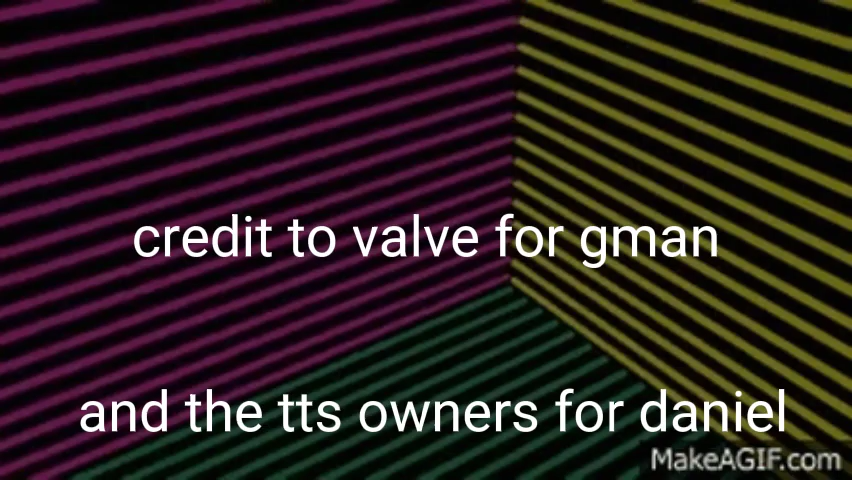 credit to valve for gman
and the tts owners for daniel
MakeAGIF.com